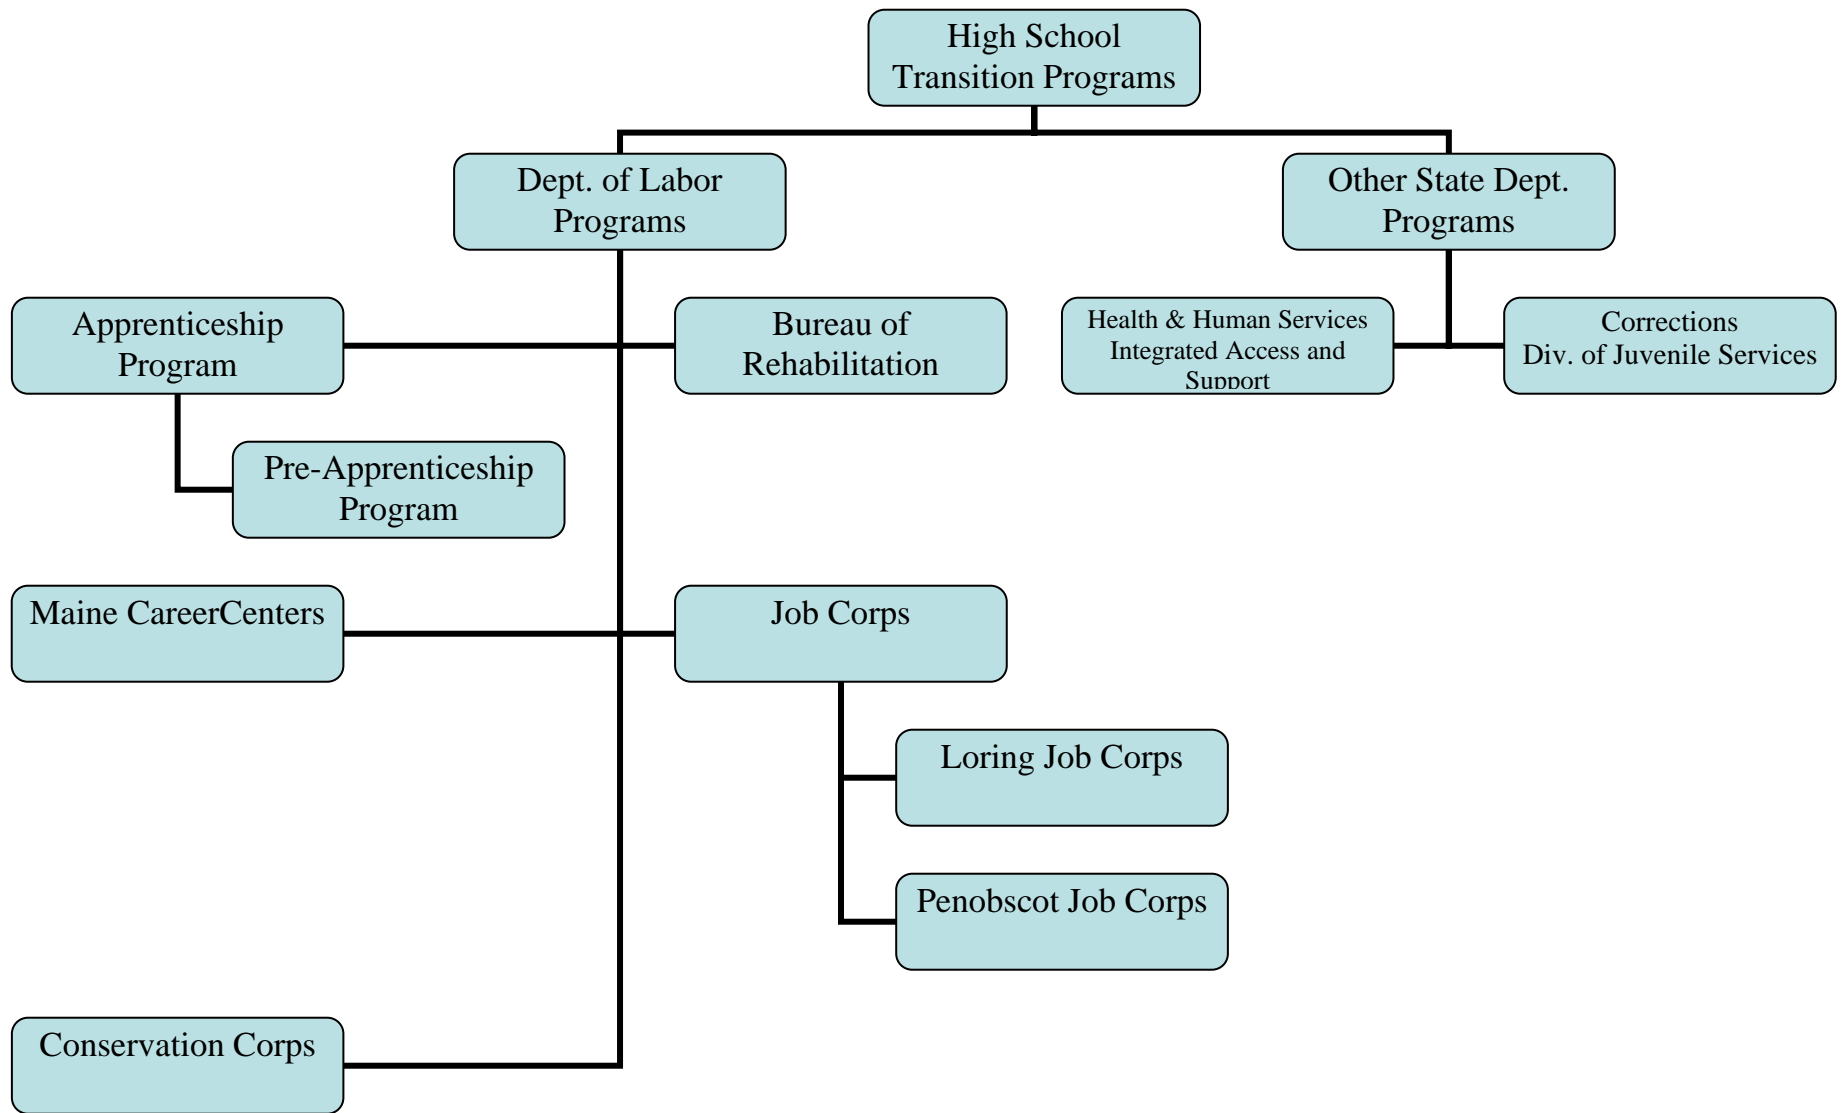 High School
Transition Programs
Dept. of Labor
Programs
Other State Dept.
Programs
Apprenticeship
Program
Bureau of
Rehabilitation
Health & Human Services
Integrated Access and
Support
Corrections
Div. of Juvenile Services
Pre-Apprenticeship
Program
Maine CareerCenters
Job Corps
Loring Job Corps
Penobscot Job Corps
Conservation Corps